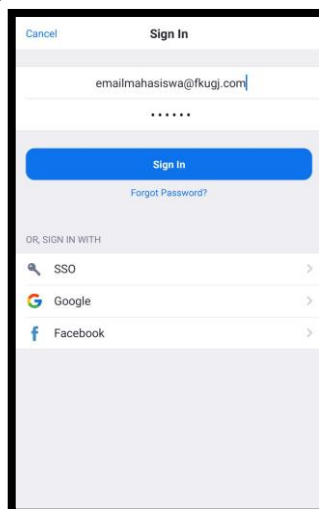 Cancel Sign In
emailmahasiswa@fkugj.com
••••••
Sign In
Forgot Password?
OR, SIGN IN WITH
SSO
Google
Facebook